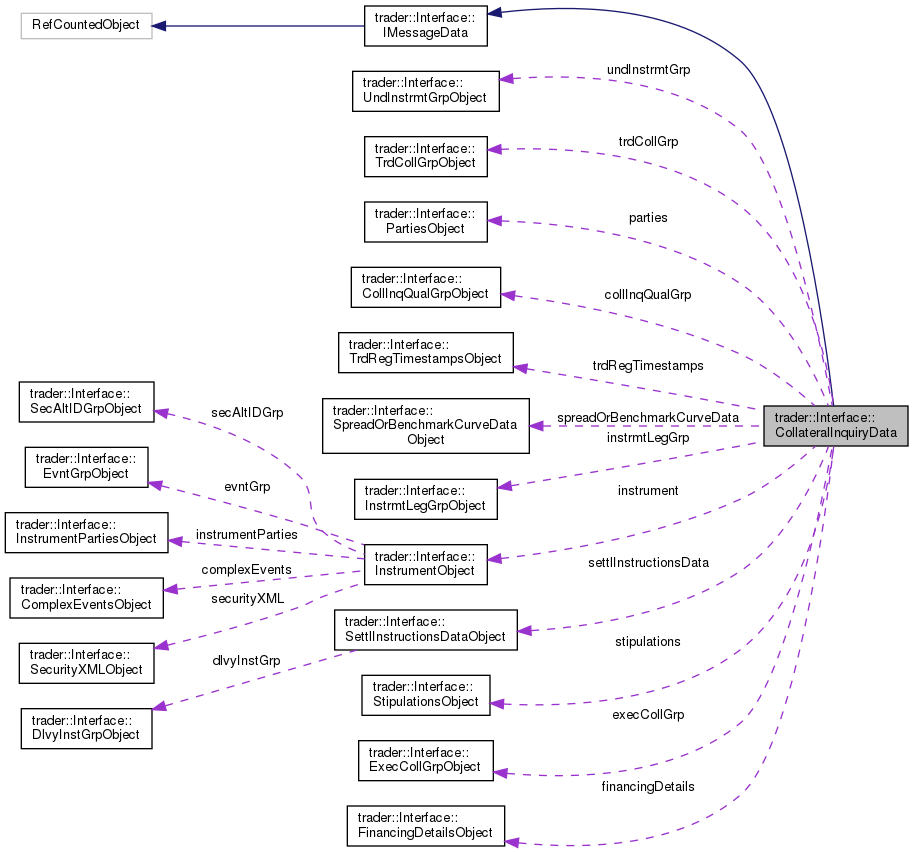 RefCountedObject
trader::Interface::
IMessageData
trader::Interface::
UndInstrmtGrpObject
undInstrmtGrp
trader::Interface::
TrdCollGrpObject
trdCollGrp
trader::Interface::
PartiesObject
parties
trader::Interface::
CollInqQualGrpObject
collInqQualGrp
trader::Interface::
TrdRegTimestampsObject
trdRegTimestamps
trader::Interface::
SecAltIDGrpObject
secAltIDGrp
trader::Interface::
SpreadOrBenchmarkCurveData
Object
spreadOrBenchmarkCurveData
trader::Interface::
CollateralInquiryData
instrmtLegGrp
trader::Interface::
EvntGrpObject
evntGrp
trader::Interface::
InstrmtLegGrpObject
instrument
trader::Interface::
InstrumentPartiesObject
instrumentParties
trader::Interface::
InstrumentObject
complexEvents
trader::Interface::
ComplexEventsObject
securityXML
settlInstructionsData
trader::Interface::
SettlInstructionsDataObject
trader::Interface::
SecurityXMLObject
dlvyInstGrp
stipulations
trader::Interface::
StipulationsObject
trader::Interface::
DlvyInstGrpObject
execCollGrp
trader::Interface::
ExecCollGrpObject
financingDetails
trader::Interface::
FinancingDetailsObject